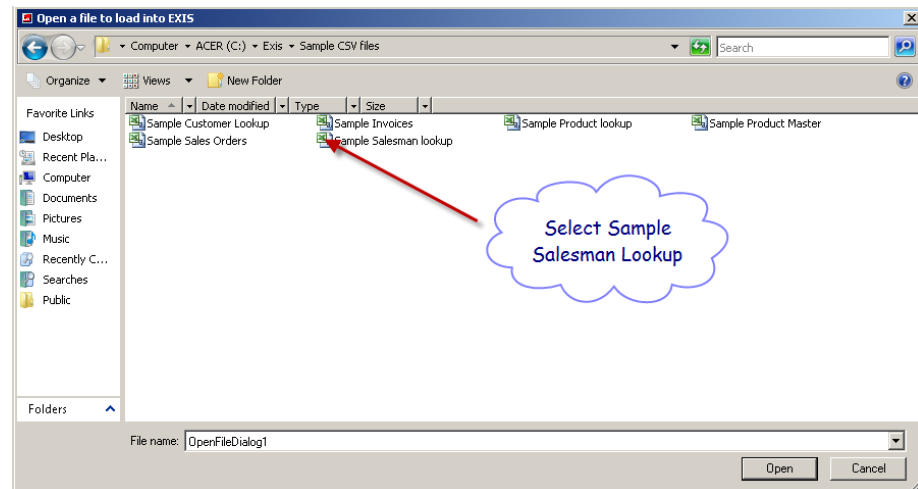 Open a file to load into EXIS
Computer ACER (C:) Exis Sample CSV files
Search
Organize Views New Folder
Favorite Links
Desktop
Recent Pla...
Computer
Documents
Pictures
Music
Recently C...
Searches
Public
Folders
Name Date modified Type Size
Sample Customer Lookup Sample Invoices Sample Product lookup Sample Product Master
Sample Sales Orders Sample Salesman lookup
Select Sample
Salesman Lookup
File name: OpenFileDialog1
Open Cancel